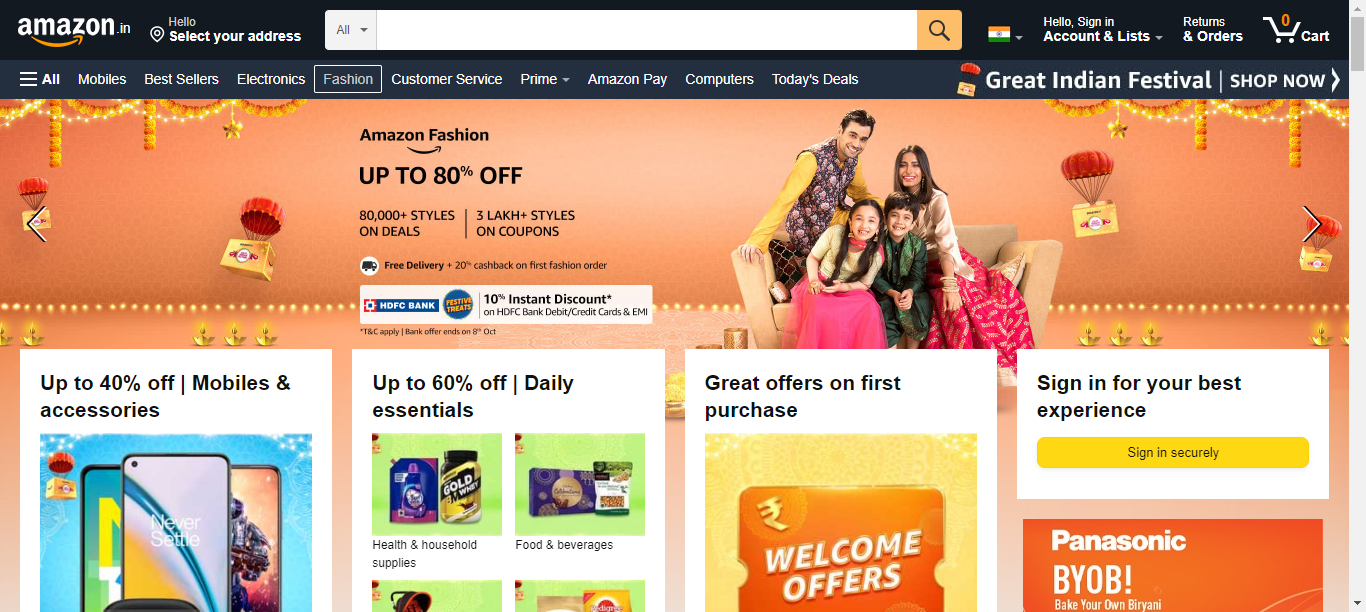 amazon.in
Hello
Select your address
All
Hello, Sign in
Account & Lists
Returns
& Orders
0
Cart
All
Mobiles
Best Sellers
Electronics
Fashion
Customer Service
Prime
Amazon Pay
Computers
Today's Deals
Great Indian Festival | SHOP NOW
Amazon Fashion
UP TO 80% OFF
80,000+ STYLES
ON DEALS
3 LAKH+ STYLES
ON COUPONS
Free Delivery + 20% cashback on first fashion order
HDFC BANK
FESTIVE
TREATS
10% Instant Discount*
on HDFC Bank Debit/Credit Cards & EMI
*T&C apply | Bank offer ends on 8th Oct
Up to 40% off | Mobiles &
accessories
Never
Settle
Up to 60% off | Daily
essentials
GOLD
WHEY
Celebrations
Health & household
supplies
Food & beverages
Pedigree
Great offers on first
purchase
₹
WELCOME
OFFERS
Sign in for your best
experience
Sign in securely
Panasonic
BYOB!
Bake Your Own Biryani